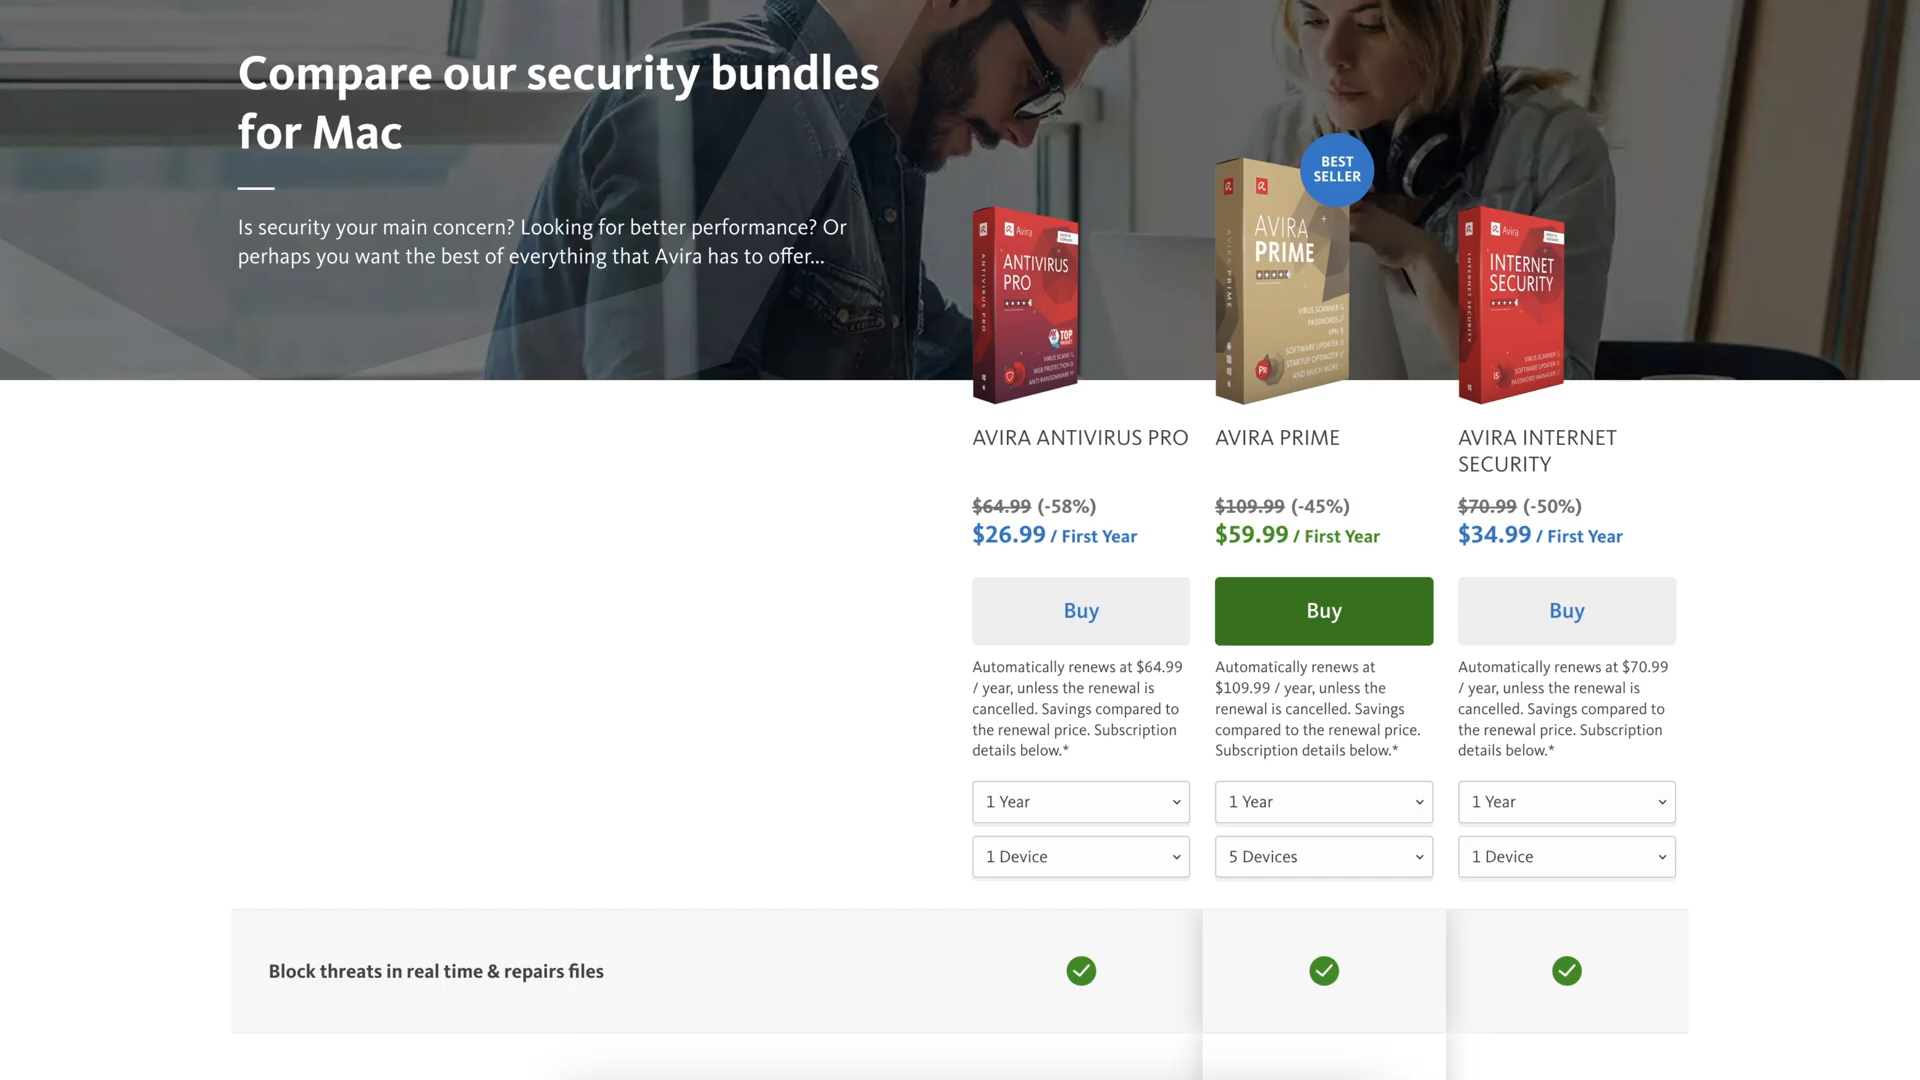 Compare our security bundles
for Mac
Is security your main concern? Looking for better performance? Or
perhaps you want the best of everything that Avira has to offer...
BEST
SELLER
Avira
ANTIVIRUS
PRO
ANTIVIRUS PRO
TOP
VIRUS SCANS
WEB PROTECTION
ANTI-RANSOMWARE
AVIRA
PRIME
AVIRA PRIME
VIRUS SCANNER
PASSWORDS
VPN
SOFTWARE UPDATER
STARTUP OPTIMIZER
AND MUCH MORE
Pr
Avira
INTERNET
SECURITY
INTERNET SECURITY
VIRUS SCANNER
SOFTWARE UPDATER
PASSWORD MANAGER
iS
AVIRA ANTIVIRUS PRO
$64.99 (-58%)
$26.99 / First Year
Buy
Automatically renews at $64.99
/ year, unless the renewal is
cancelled. Savings compared to
the renewal price. Subscription
details below.*
1 Year
1 Device
AVIRA PRIME
$109.99 (-45%)
$59.99 / First Year
Buy
Automatically renews at
$109.99 / year, unless the
renewal is cancelled. Savings
compared to the renewal price.
Subscription details below.*
1 Year
5 Devices
AVIRA INTERNET
SECURITY
$70.99 (-50%)
$34.99 / First Year
Buy
Automatically renews at $70.99
/ year, unless the renewal is
cancelled. Savings compared to
the renewal price. Subscription
details below.*
1 Year
1 Device
Block threats in real time & repairs files